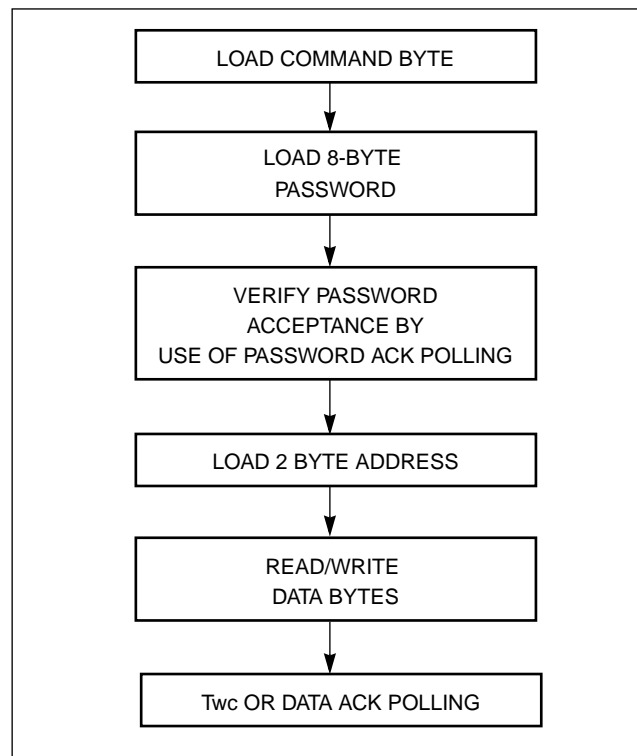 LOAD COMMAND BYTE
LOAD 8-BYTE
PASSWORD
VERIFY PASSWORD
ACCEPTANCE BY
USE OF PASSWORD ACK POLLING
LOAD 2 BYTE ADDRESS
READ/WRITE
DATA BYTES
Twc OR DATA ACK POLLING